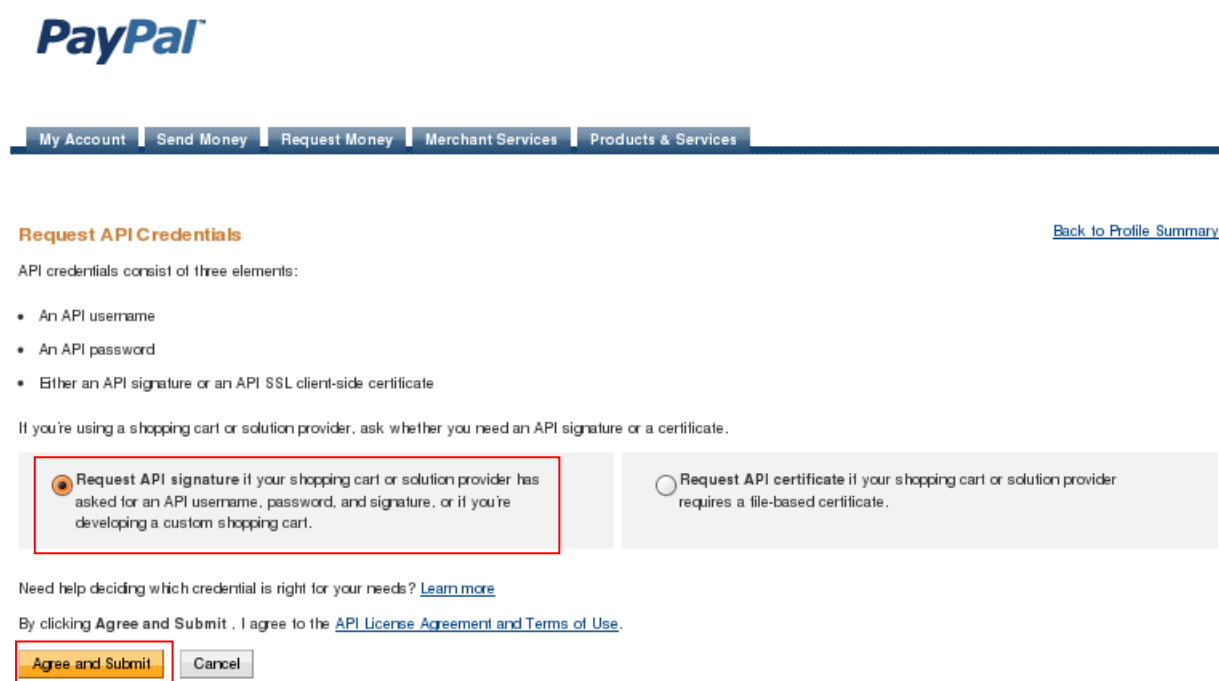 PayPal™
My Account Send Money Request Money Merchant Services Products & Services
Request API Credentials
Back to Profile Summary
API credentials consist of three elements:
• An API username
• An API password
• Either an API signature or an API SSL client-side certificate
If you're using a shopping cart or solution provider, ask whether you need an API signature or a certificate.
Request API signature if your shopping cart or solution provider has
asked for an API username, password, and signature, or if you're
developing a custom shopping cart.
Request API certificate if your shopping cart or solution provider
requires a file-based certificate.
Need help deciding which credential is right for your needs? Learn more
By clicking Agree and Submit , I agree to the API License Agreement and Terms of Use.
Agree and Submit Cancel